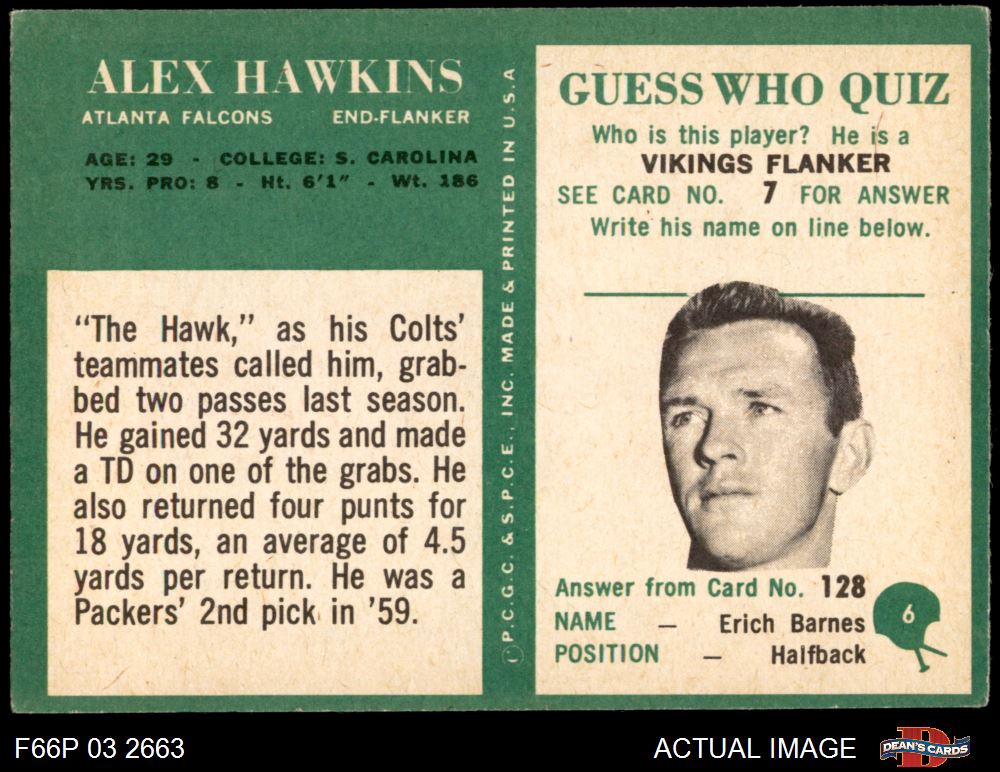 ALEX HAWKINS
ATLANTA FALCONS END-FLANKER
AGE: 29 - COLLEGE: S. CAROLINA
YRS. PRO: 8 - Ht. 6'1" - Wt. 186
"The Hawk," as his Colts'
teammates called him, grab-
bed two passes last season.
He gained 32 yards and made
a TD on one of the grabs. He
also returned four punts for
18 yards, an average of 4.5
yards per return. He was a
Packers' 2nd pick in '59.
© P.C.G.C. & S.P.C.E., INC. MADE & PRINTED IN U.S.A
GUESS WHO QUIZ
Who is this player? He is a
VIKINGS FLANKER
SEE CARD NO. 7 FOR ANSWER
Write his name on line below.
Answer from Card No. 128
NAME — Erich Barnes
POSITION — Halfback
6
F66P 03 2663
ACTUAL IMAGE
D
DEAN'S CARDS